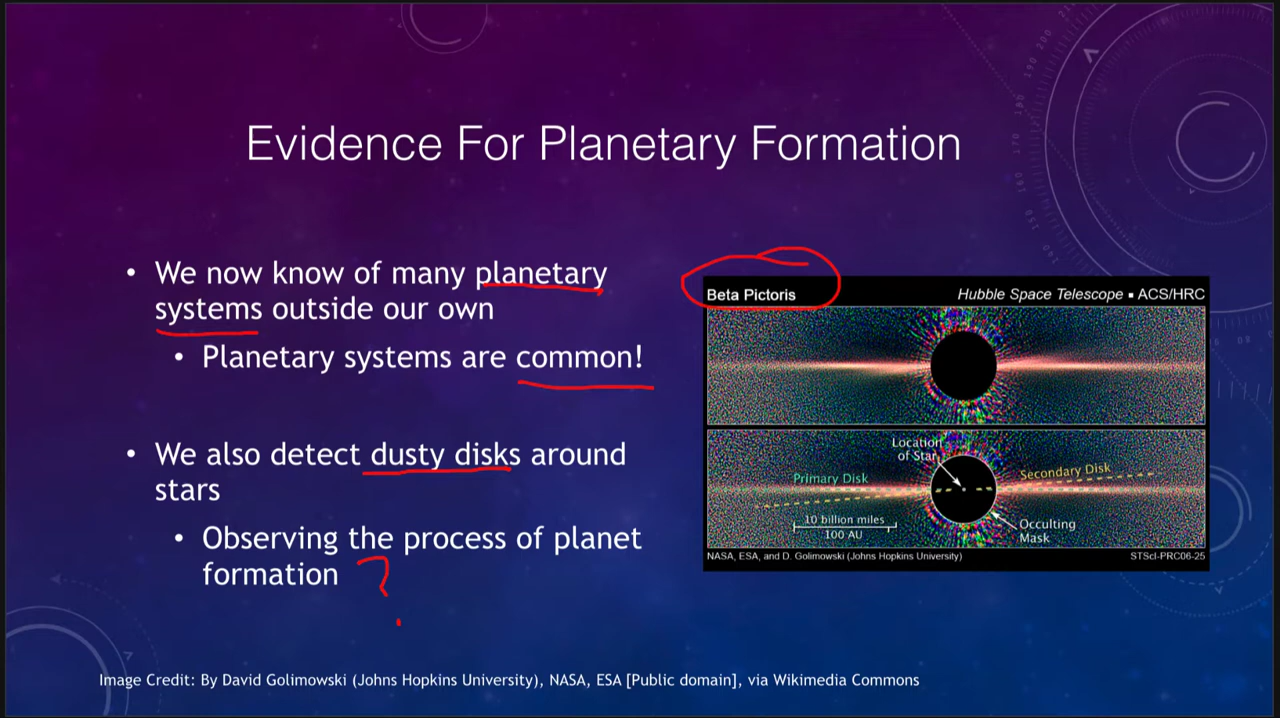 Evidence For Planetary Formation
• We now know of many planetary
systems outside our own
• Planetary systems are common!
• We also detect dusty disks around
stars
• Observing the process of planet
formation ?
Beta Pictoris
Hubble Space Telescope ▪ ACS/HRC
Location
of Star
Primary Disk
Secondary Disk
10 billion miles
100 AU
Occulting
Mask
NASA, ESA, and D. Golimowski (Johns Hopkins University)
STScI-PRC06-25
Image Credit: By David Golimowski (Johns Hopkins University), NASA, ESA [Public domain], via Wikimedia Commons